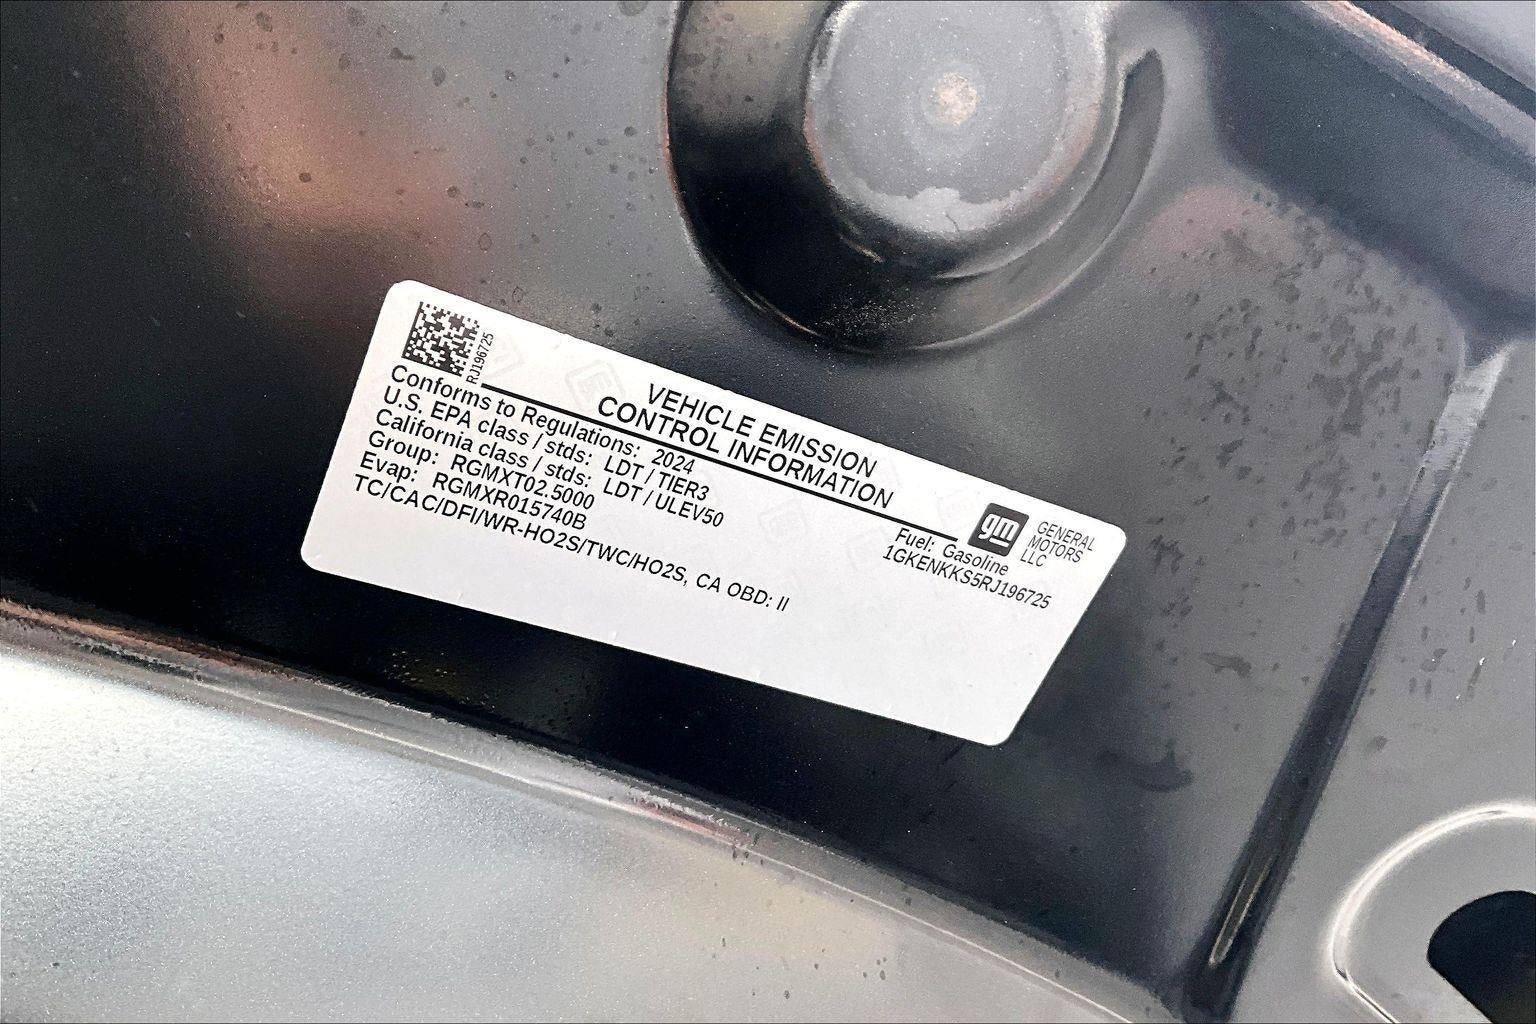 RJ196725
VEHICLE EMISSION
CONTROL INFORMATION
gm
GENERAL
MOTORS
LLC
Conforms to Regulations: 2024
U.S. EPA class / stds: LDT / TIER3
California class / stds: LDT / ULEV50
Group: RGMXT02.5000
Evap: RGMXR015740B
TC/CAC/DFI/WR-HO2S/TWC/HO2S, CA OBD: II
Fuel: Gasoline
1GKENKKS5RJ196725